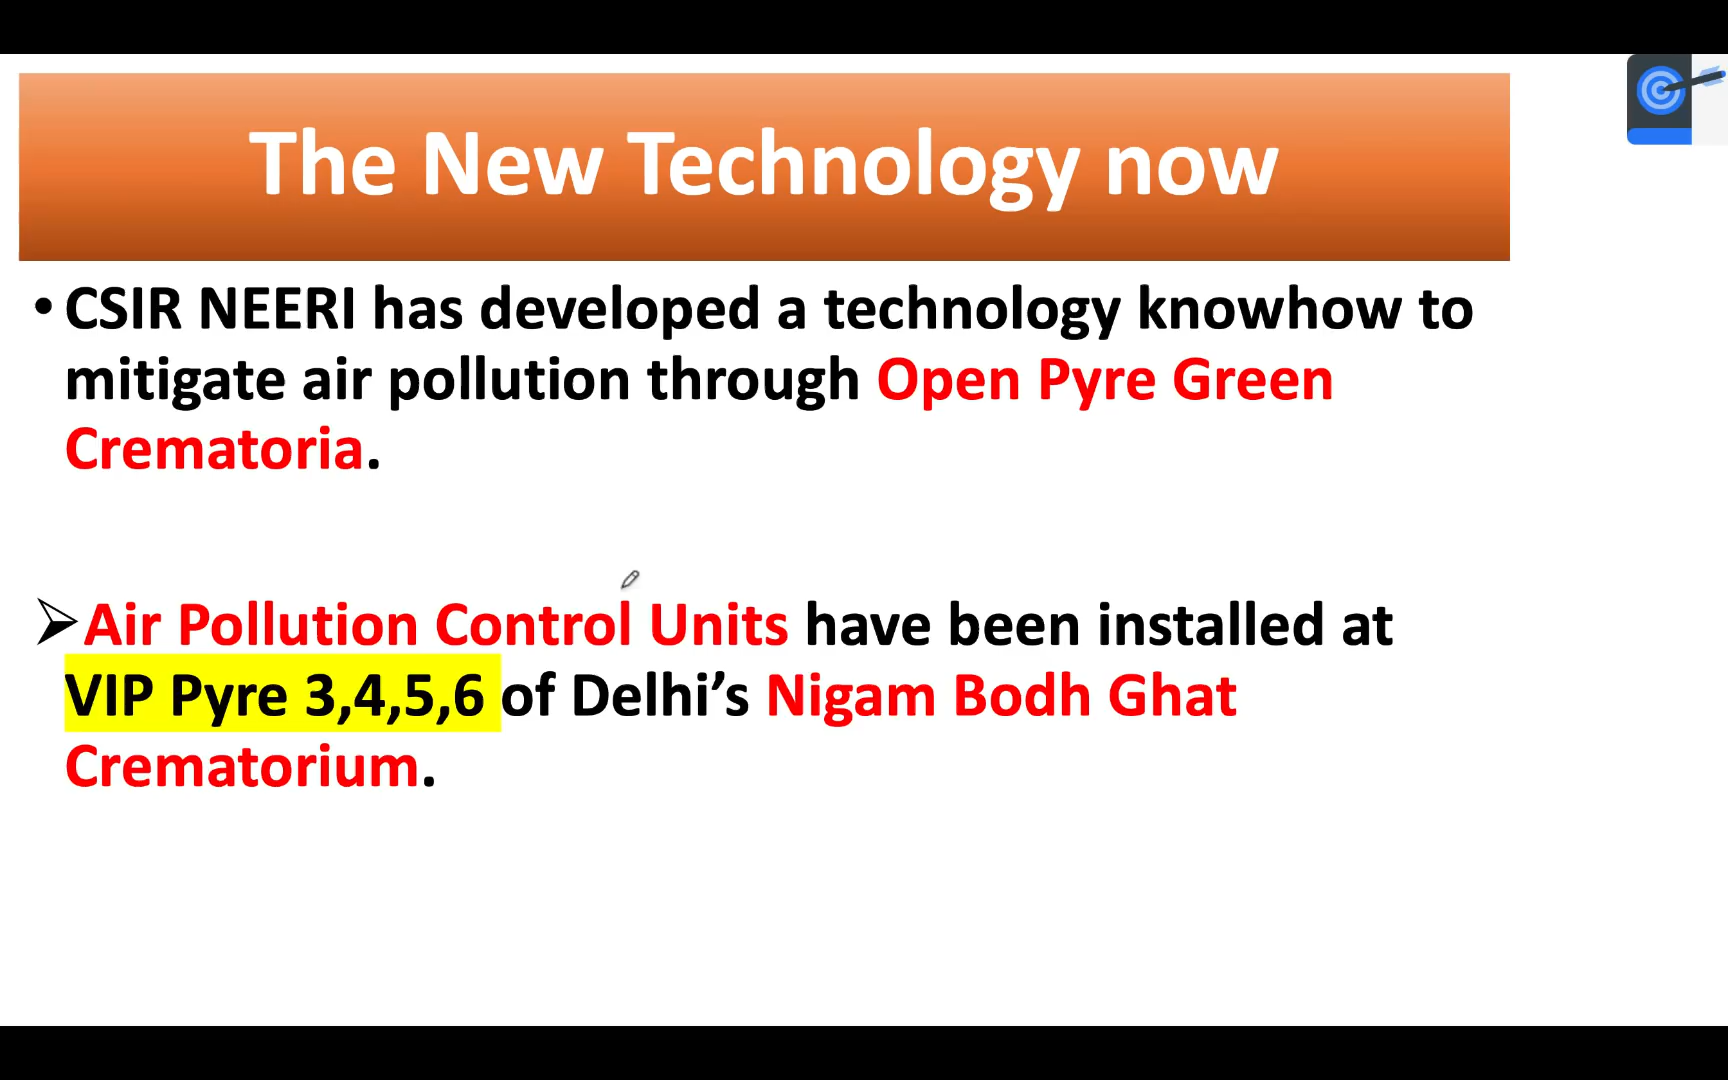 The New Technology now
• CSIR NEERI has developed a technology knowhow to
mitigate air pollution through Open Pyre Green
Crematoria.
➢Air Pollution Control Units have been installed at
VIP Pyre 3,4,5,6 of Delhi’s Nigam Bodh Ghat
Crematorium.